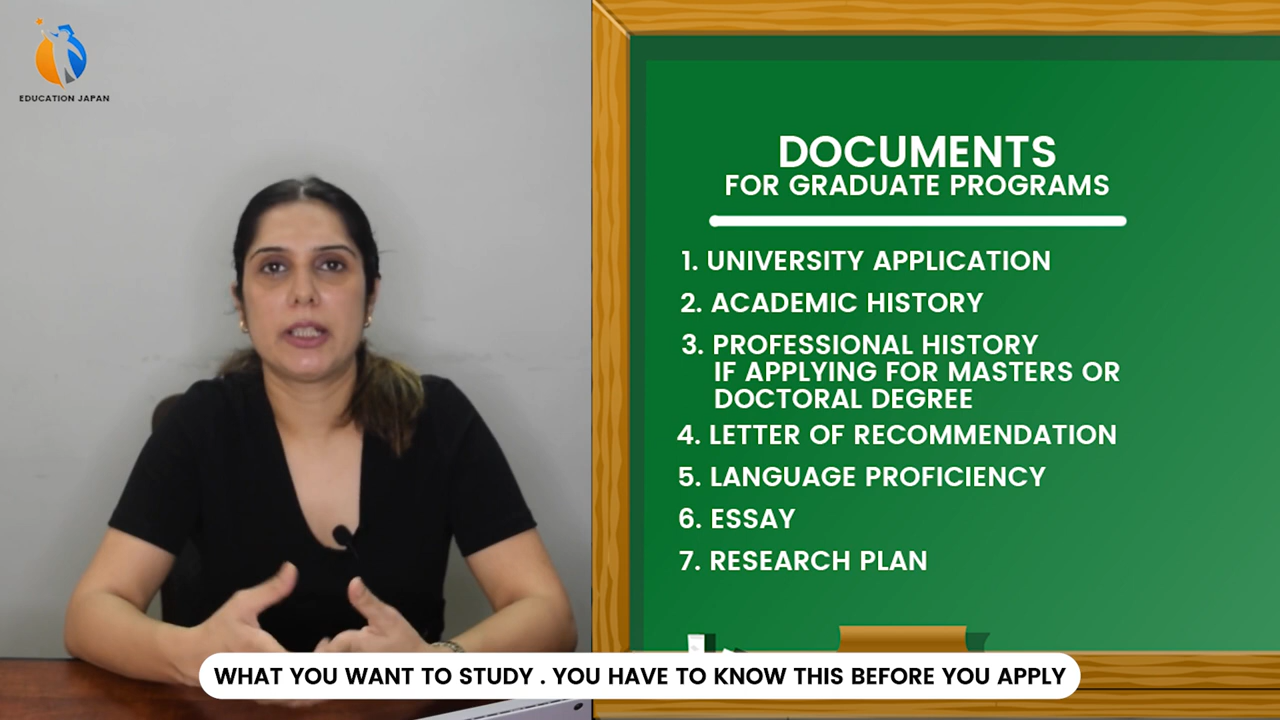 EDUCATION JAPAN
DOCUMENTS
FOR GRADUATE PROGRAMS
1. UNIVERSITY APPLICATION
2. ACADEMIC HISTORY
3. PROFESSIONAL HISTORY
IF APPLYING FOR MASTERS OR
DOCTORAL DEGREE
4. LETTER OF RECOMMENDATION
5. LANGUAGE PROFICIENCY
6. ESSAY
7. RESEARCH PLAN
WHAT YOU WANT TO STUDY . YOU HAVE TO KNOW THIS BEFORE YOU APPLY